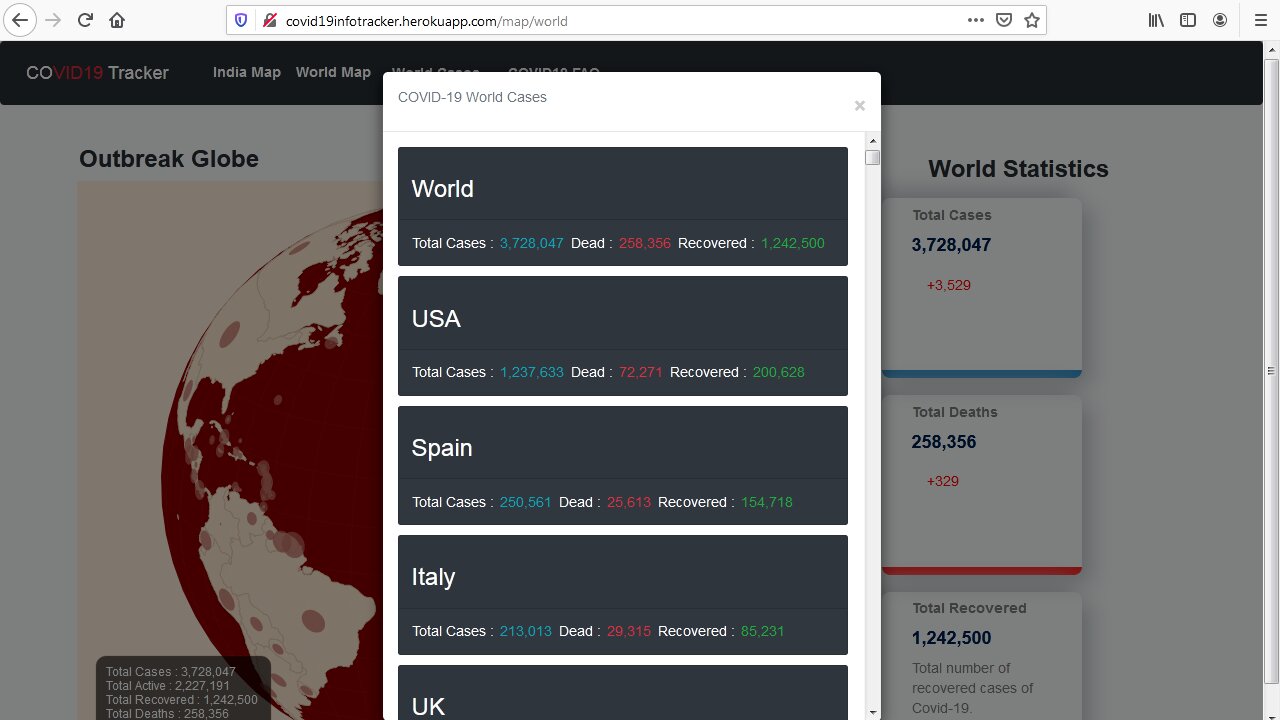 covid19infotracker.herokuapp.com/map/world
COVID19 Tracker India Map World Map World Cases COVID19 FAQ
COVID-19 World Cases
×
Outbreak Globe
World
Total Cases : 3,728,047 Dead : 258,356 Recovered : 1,242,500
USA
Total Cases : 1,237,633 Dead : 72,271 Recovered : 200,628
Spain
Total Cases : 250,561 Dead : 25,613 Recovered : 154,718
Italy
Total Cases : 213,013 Dead : 29,315 Recovered : 85,231
UK
World Statistics
Total Cases
3,728,047
+3,529
Total Deaths
258,356
+329
Total Recovered
1,242,500
Total number of
recovered cases of
Covid-19.
Total Cases : 3,728,047
Total Active : 2,227,191
Total Recovered : 1,242,500
Total Deaths : 258,356